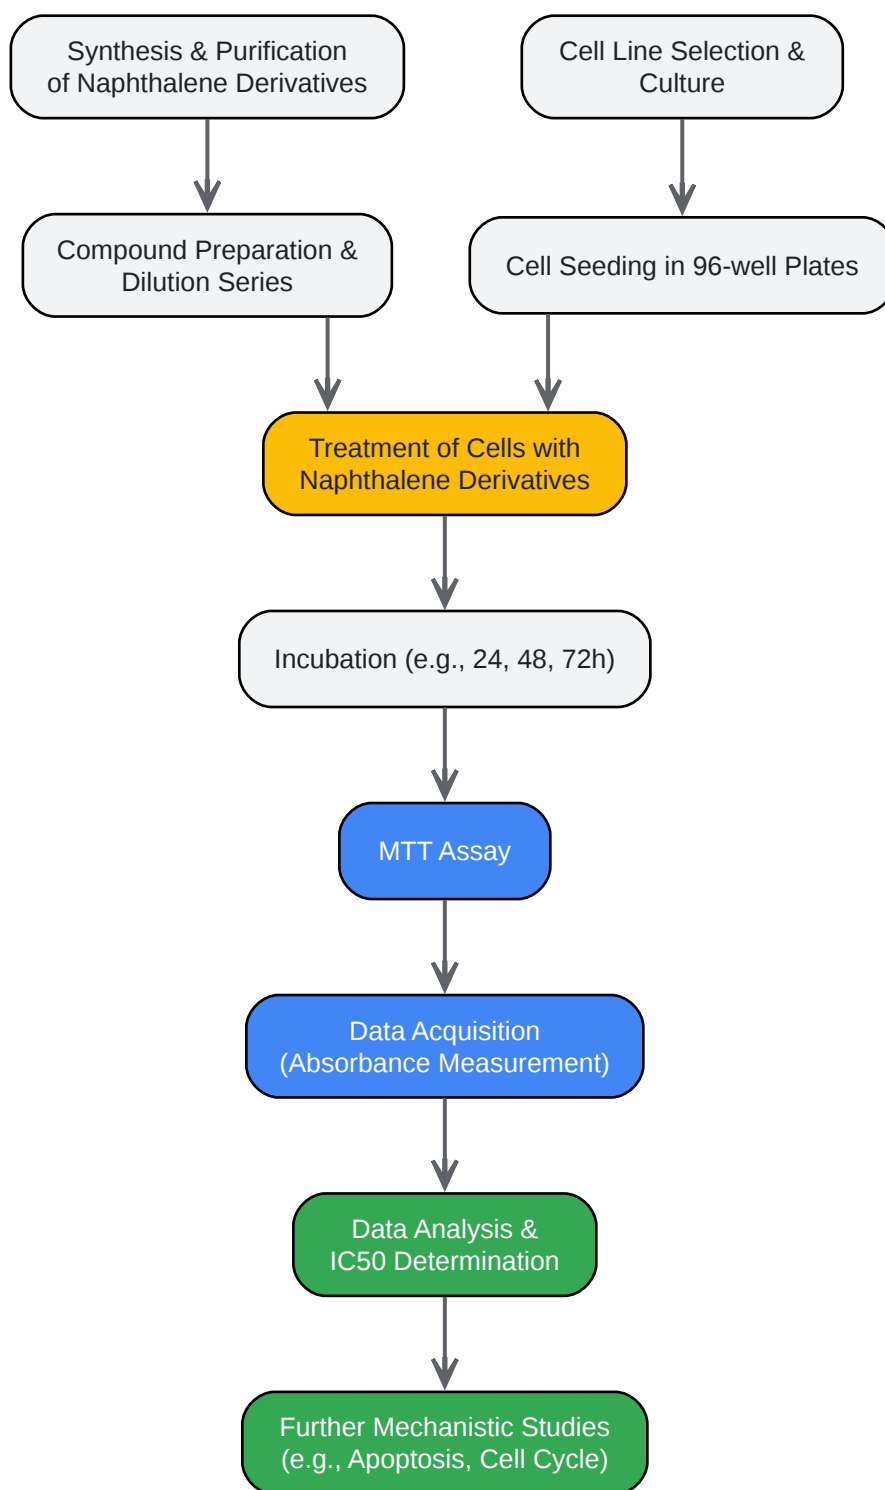 Synthesis & Purification
of Naphthalene Derivatives
Cell Line Selection &
Culture
Compound Preparation &
Dilution Series
Cell Seeding in 96-well Plates
Treatment of Cells with
Naphthalene Derivatives
Incubation (e.g., 24, 48, 72h)
MTT Assay
Data Acquisition
(Absorbance Measurement)
Data Analysis &
IC50 Determination
Further Mechanistic Studies
(e.g., Apoptosis, Cell Cycle)